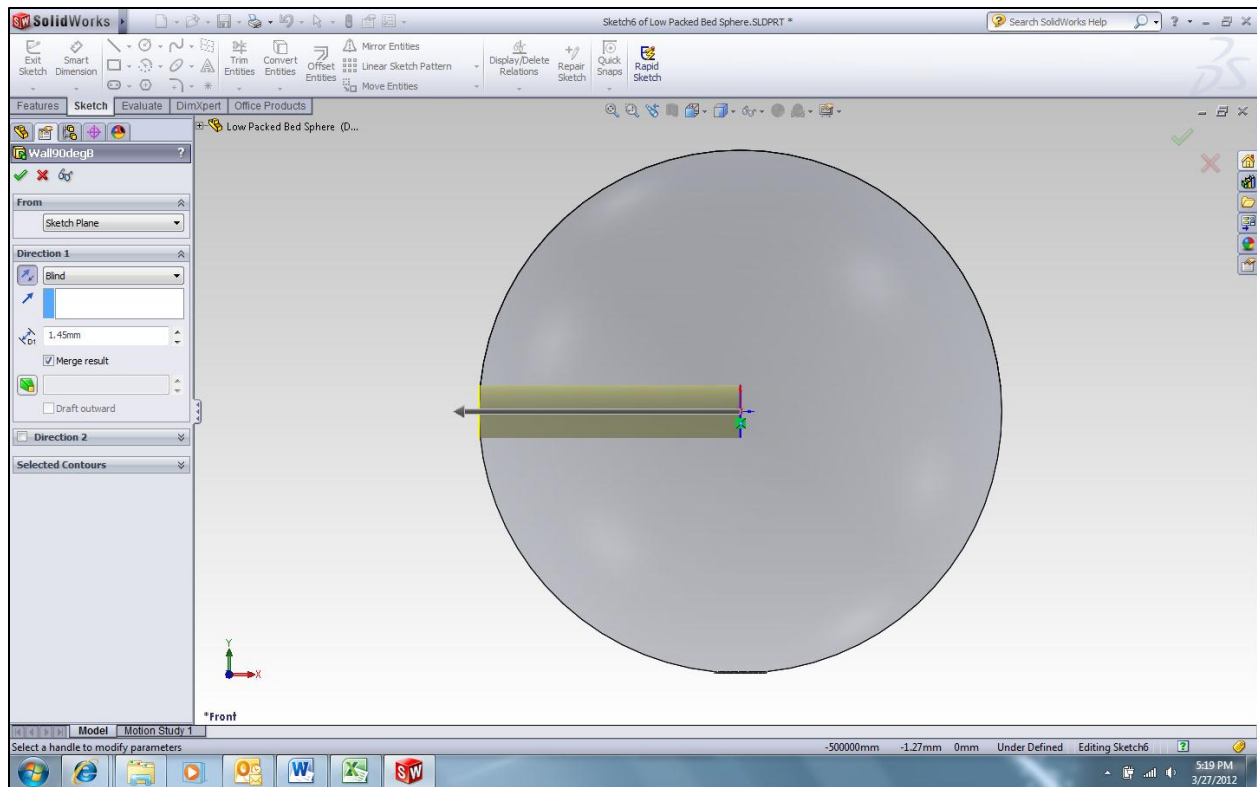 SolidWorks
Sketch6 of Low Packed Bed Sphere.SLDPRT *
Search SolidWorks Help
Exit Sketch
Smart Dimension
Trim Entities
Convert Entities
Offset Entities
Mirror Entities
Linear Sketch Pattern
Move Entities
Display/Delete Relations
Repair Sketch
Quick Snaps
Rapid Sketch
Features Sketch Evaluate DimXpert Office Products
Low Packed Bed Sphere (D...
Wall90degB ?
From
Sketch Plane
Direction 1
Blind
D1 1.45mm
Merge result
Draft outward
Direction 2
Selected Contours
Y
X
*Front
Model Motion Study 1
Select a handle to modify parameters -500000mm -1.27mm 0mm Under Defined Editing Sketch6
5:19 PM
3/27/2012